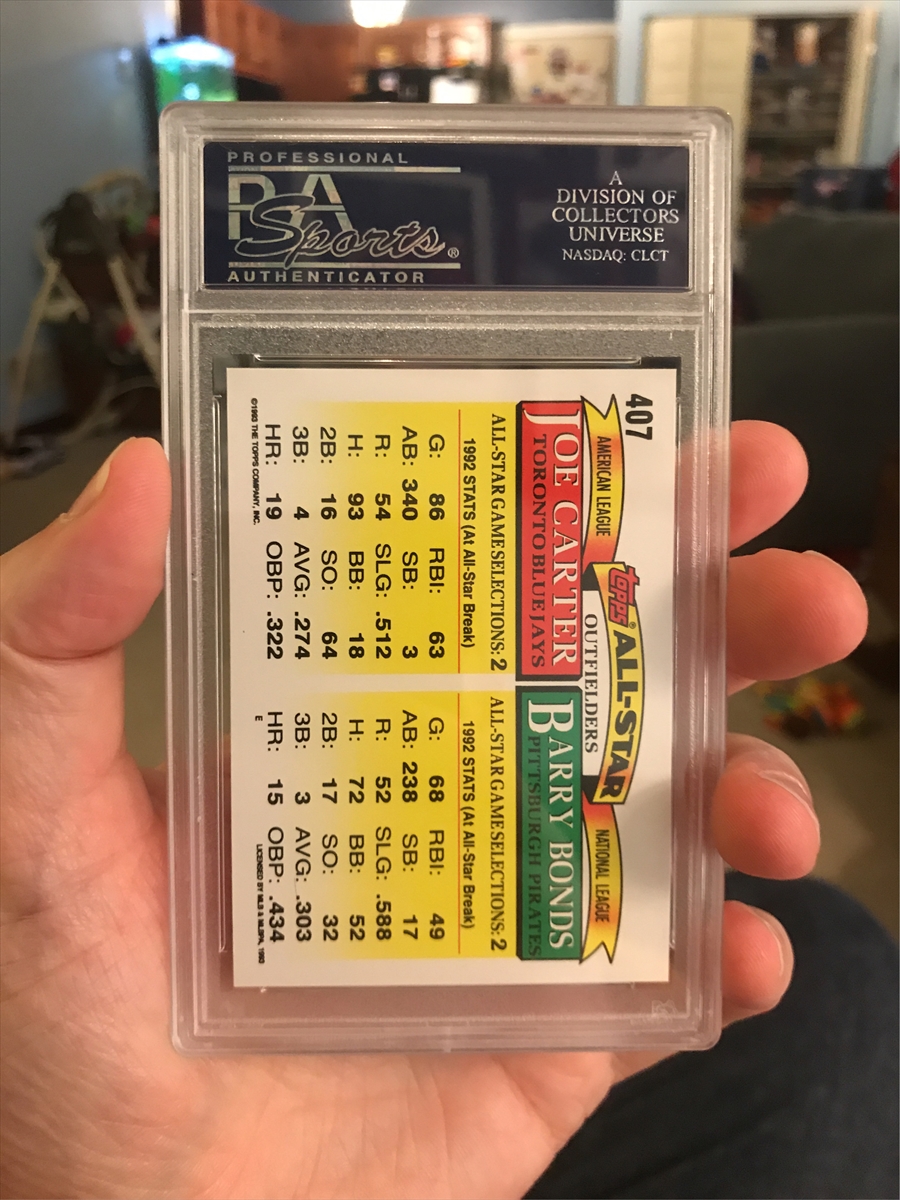 PROFESSIONAL
PSA
Sports®
AUTHENTICATOR
A
DIVISION OF
COLLECTORS
UNIVERSE
NASDAQ: CLCT
407
TOPPS® ALL-STAR
AMERICAN LEAGUE
OUTFIELDERS
NATIONAL LEAGUE
JOE CARTER
TORONTO BLUE JAYS
ALL-STAR GAME SELECTIONS: 2
1992 STATS (At All-Star Break)
G: 86 RBI: 63
AB: 340 SB: 3
R: 54 SLG: .512
H: 93 BB: 18
2B: 16 SO: 64
3B: 4 AVG: .274
HR: 19 OBP: .322
©1993 THE TOPPS COMPANY, INC.
BARRY BONDS
PITTSBURGH PIRATES
ALL-STAR GAME SELECTIONS: 2
1992 STATS (At All-Star Break)
G: 68 RBI: 49
AB: 238 SB: 17
R: 52 SLG: .588
H: 72 BB: 52
2B: 17 SO: 32
3B: 3 AVG: .303
HR: 15 OBP: .434
E
LICENSED BY MLB & MLBPA, 1993